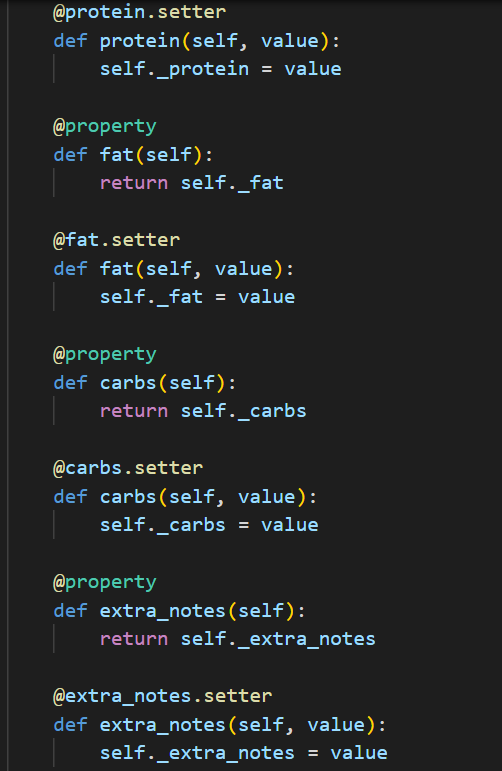 @protein.setter
def protein(self, value):
self._protein = value
@property
def fat(self):
return self._fat
@fat.setter
def fat(self, value):
self._fat = value
@property
def carbs(self):
return self._carbs
@carbs.setter
def carbs(self, value):
self._carbs = value
@property
def extra_notes(self):
return self._extra_notes
@extra_notes.setter
def extra_notes(self, value):
self._extra_notes = value